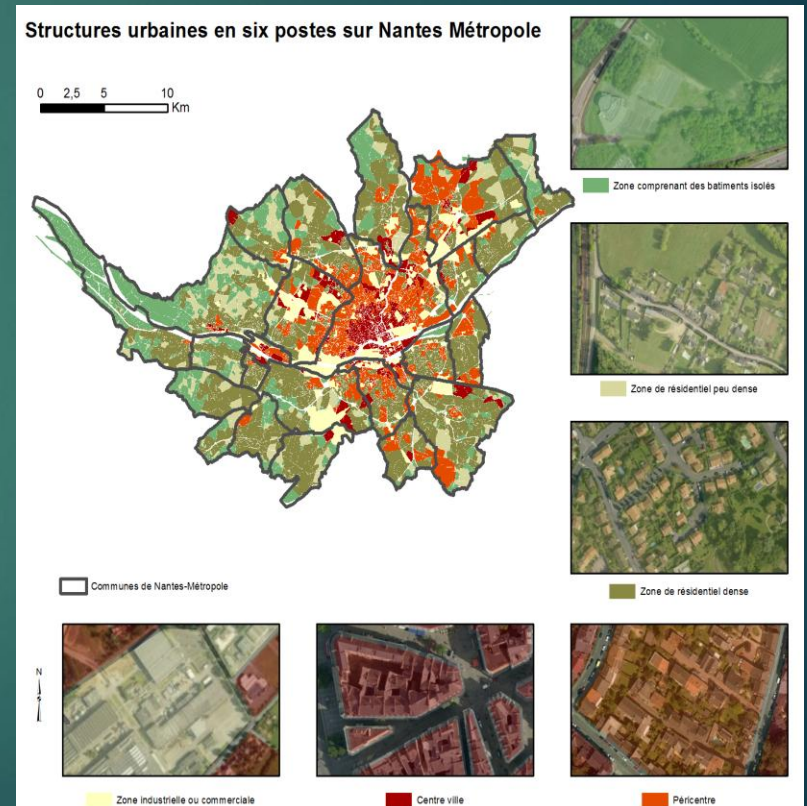 Structures urbaines en six postes sur Nantes Métropole
0 2,5 5 10
Km
Zone comprenant des batiments isolés
Zone de résidentiel peu dense
Zone de résidentiel dense
Communes de Nantes-Métropole
N
Zone industrielle ou commerciale
Centre ville
Péricentre